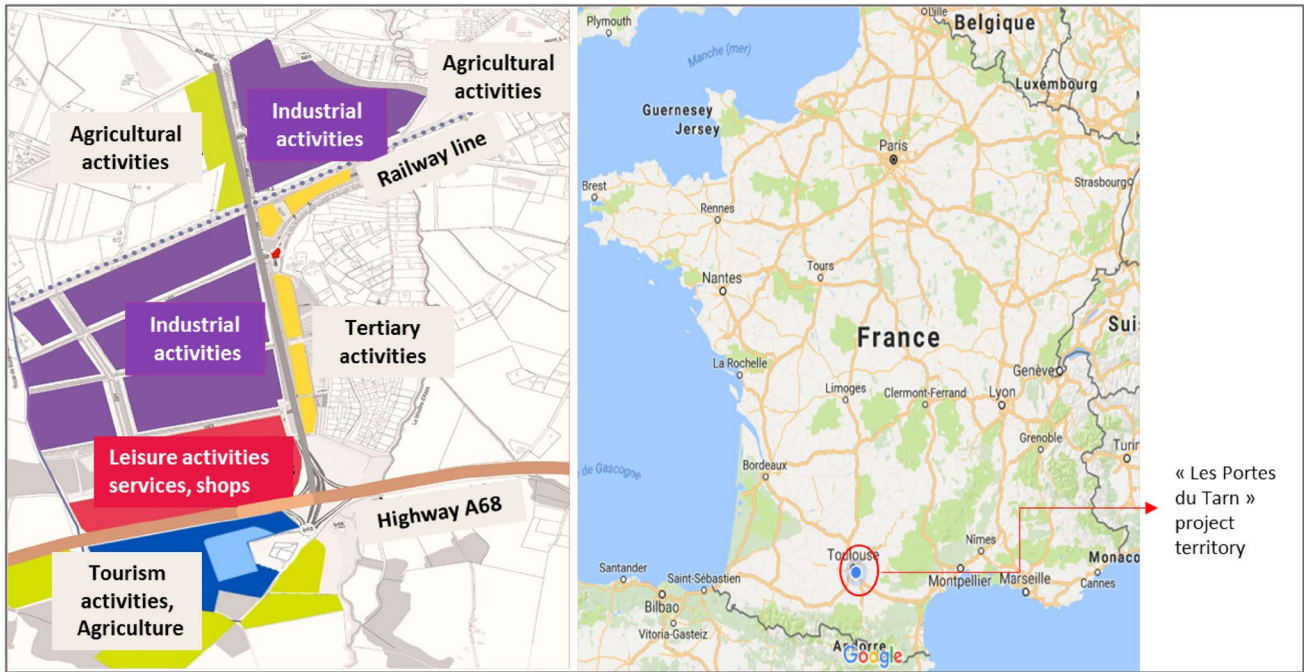 Agricultural
activities
Industrial
activities
Agricultural
activities
Railway line
Industrial
activities
Tertiary
activities
Leisure activities
services, shops
Highway A68
Tourism
activities,
Agriculture
Plymouth
Lille
Belgique
Manche (mer)
Luxembourg
Guernesey
Jersey
Paris
Brest
Strasbourg
Rennes
Nantes
Tours
France
Suis
La Rochelle
Genève
Limoges
Clermont-Ferrand
Lyon
Grenoble
Turin
Bordeaux
de Gascogne
Toulouse
Nîmes
Montpellier
Marseille
Monaco
Cannes
Santander
Saint-Sébastien
Bilbao
Vitoria-Gasteiz
Andorre
Google
« Les Portes
du Tarn »
project
territory